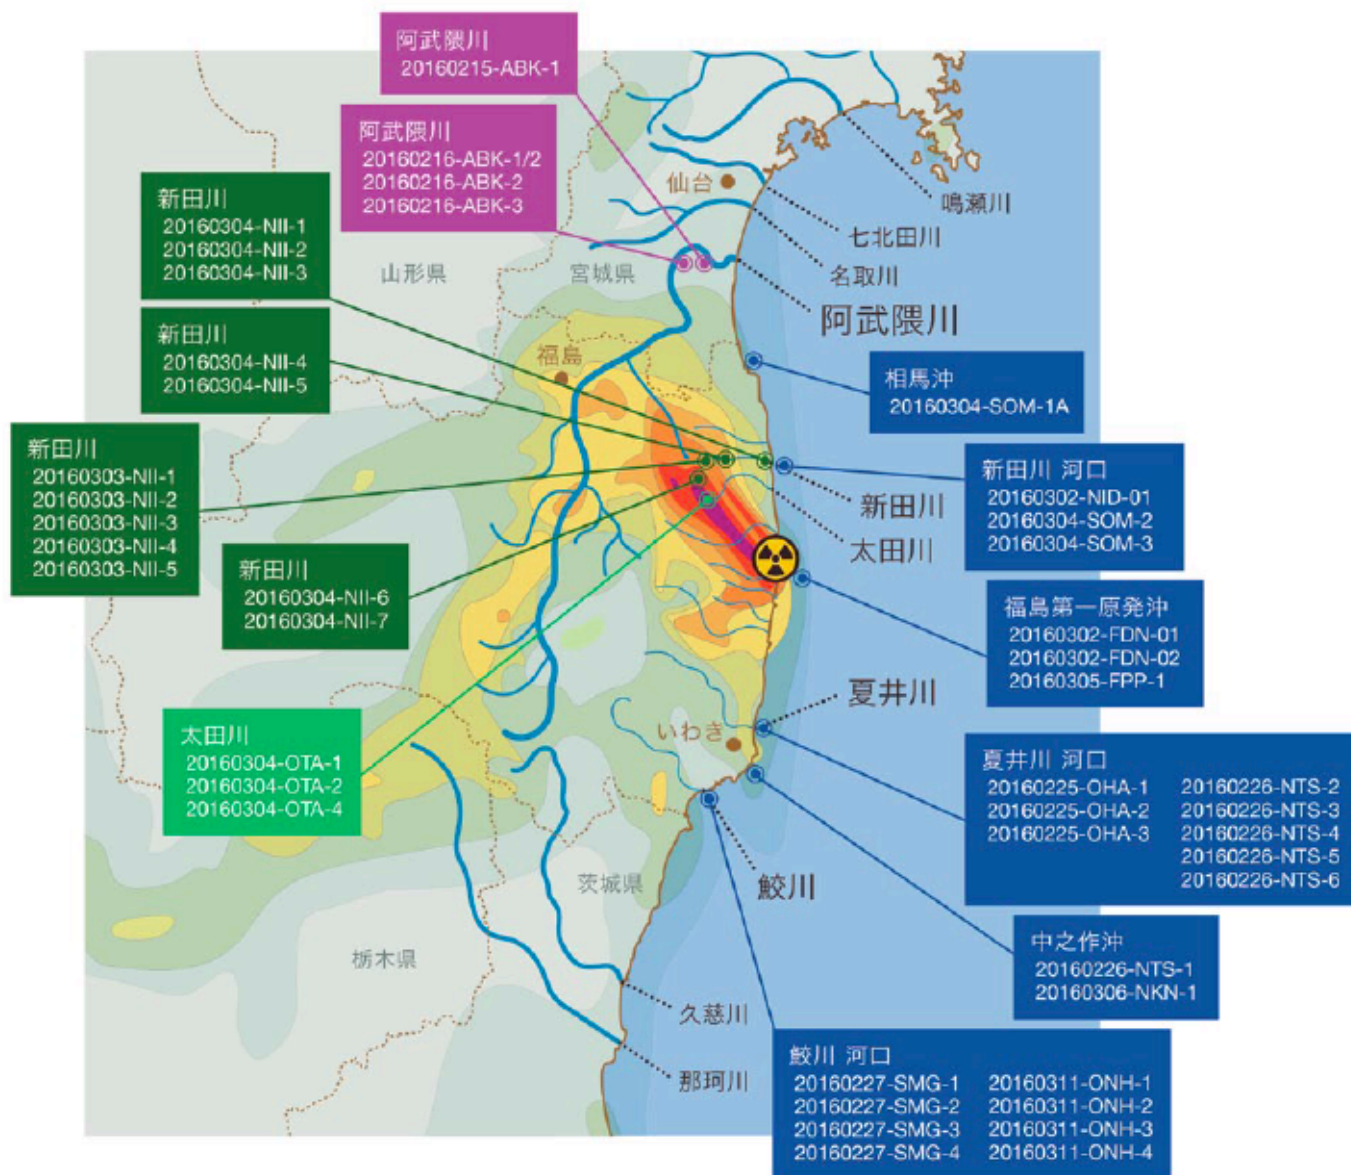 阿武隈川
20160215-ABK-1
阿武隈川
20160216-ABK-1/2
20160216-ABK-2
20160216-ABK-3
新田川
20160304-NII-1
20160304-NII-2
20160304-NII-3
新田川
20160304-NII-4
20160304-NII-5
新田川
20160303-NII-1
20160303-NII-2
20160303-NII-3
20160303-NII-4
20160303-NII-5
新田川
20160304-NII-6
20160304-NII-7
太田川
20160304-OTA-1
20160304-OTA-2
20160304-OTA-4
山形県
宮城県
仙台
福島
いわき
茨城県
栃木県
鳴瀬川
七北田川
名取川
阿武隈川
新田川
太田川
夏井川
鮫川
久慈川
那珂川
相馬沖
20160304-SOM-1A
新田川 河口
20160302-NID-01
20160304-SOM-2
20160304-SOM-3
福島第一原発沖
20160302-FDN-01
20160302-FDN-02
20160305-FPP-1
夏井川 河口
20160225-OHA-1 20160226-NTS-2
20160225-OHA-2 20160226-NTS-3
20160225-OHA-3 20160226-NTS-4
20160226-NTS-5
20160226-NTS-6
中之作沖
20160226-NTS-1
20160306-NKN-1
鮫川 河口
20160227-SMG-1 20160311-ONH-1
20160227-SMG-2 20160311-ONH-2
20160227-SMG-3 20160311-ONH-3
20160227-SMG-4 20160311-ONH-4